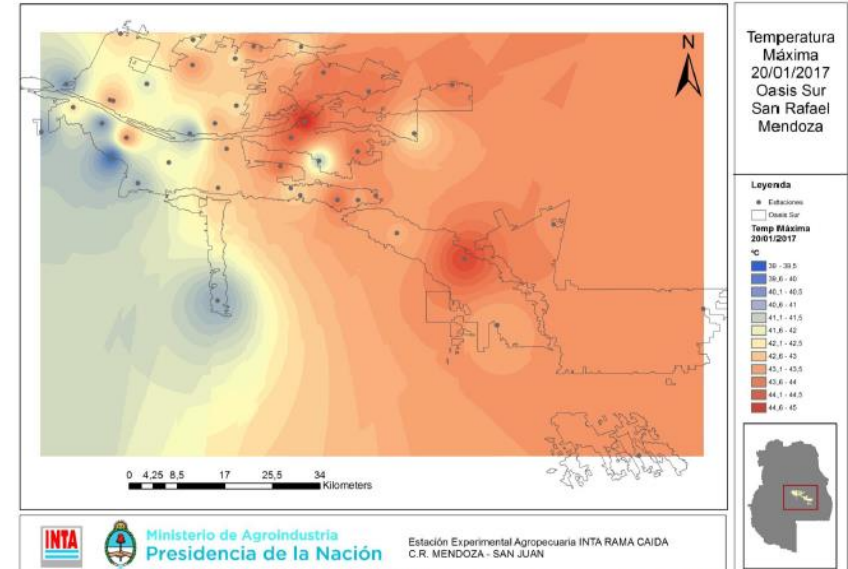 N
0 4,25 8,5 17 25,5 34
Kilometers
Temperatura
Máxima
20/01/2017
Oasis Sur
San Rafael
Mendoza
Leyenda
Estaciones
Oasis Sur
Temp Máxima
20/01/2017
ºC
39 - 39,5
39,6 - 40
40,1 - 40,5
40,6 - 41
41,1 - 41,5
41,6 - 42
42,1 - 42,5
42,6 - 43
43,1 - 43,5
43,6 - 44
44,1 - 44,5
44,6 - 45
INTA
Ministerio de Agroindustria
Presidencia de la Nación
Estación Experimental Agropecuaria INTA RAMA CAIDA
C.R. MENDOZA - SAN JUAN